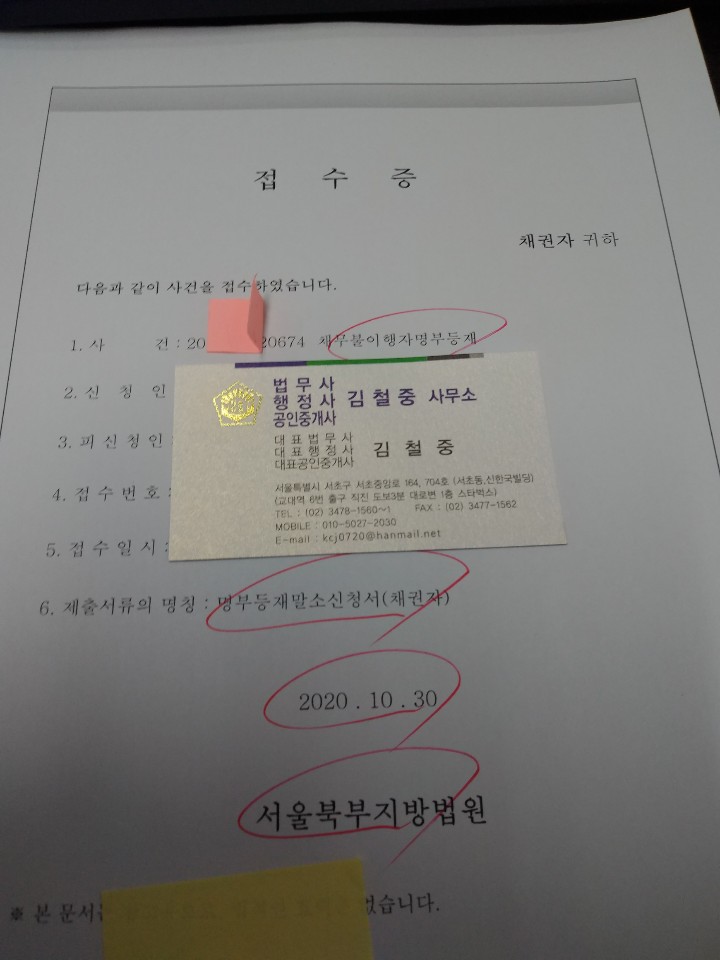 접 수 증
채권자 귀하
다음과 같이 사건을 접수하였습니다.
1. 사 건 : 20 20674 채무불이행자명부등재
2. 신 청 인
법무사
행정사 김철중 사무소
공인중개사
대표법무사
대표행정사 김 철 중
대표공인중개사
3. 피신청인 :
4. 접수번호 :
서울특별시 서초구 서초중앙로 164, 704호 (서초동,신한국빌딩)
(교대역 6번 출구 직진 도보3분 대로변 1층 스타벅스)
TEL : (02) 3478-1560~1 FAX : (02) 3477-1562
MOBILE : 010-5027-2030
E-mail : kcj0720@hanmail.net
5. 접수일시 :
6. 제출서류의 명칭 : 명부등재말소신청서(채권자)
2020 . 10 . 30
서울북부지방법원
※ 본 문서는 없습니다.